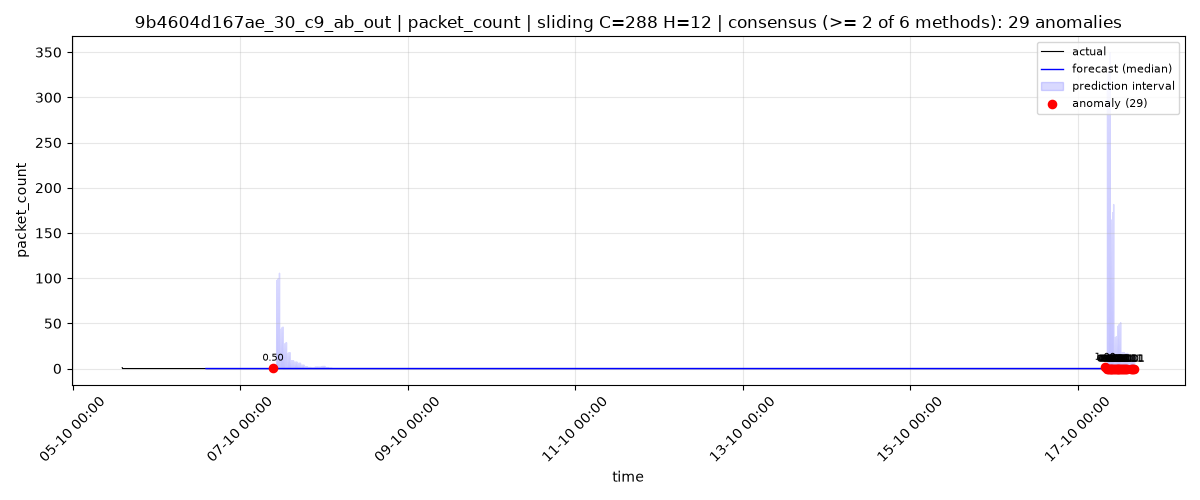 9b4604d167ae_30_c9_ab_out | packet_count | sliding C=288 H=12 | consensus (>= 2 of 6 methods): 29 anomalies
actual
forecast (median)
prediction interval
anomaly (29)
packet_count
350
300
250
200
150
100
50
0
0.50
05-10 00:00
07-10 00:00
09-10 00:00
11-10 00:00
13-10 00:00
15-10 00:00
17-10 00:00
time